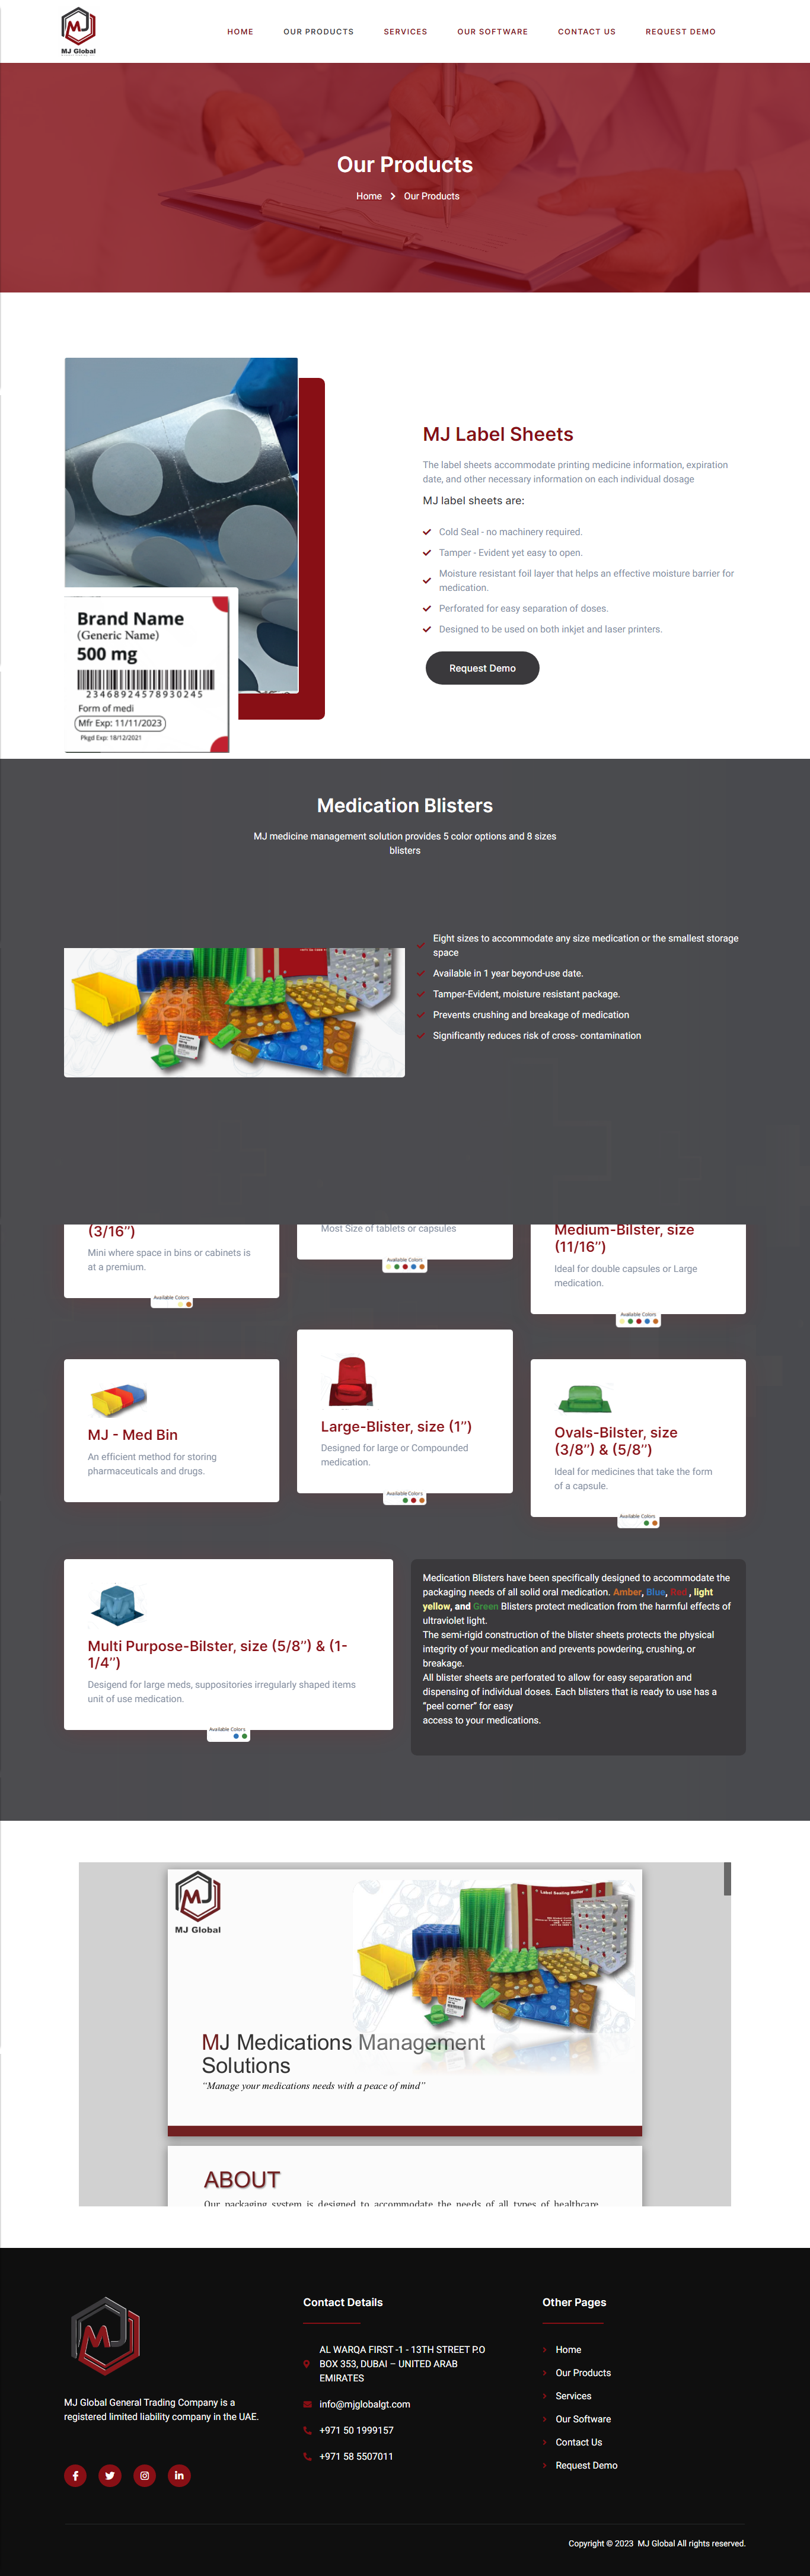 MJ
MJ Global
HOME
OUR PRODUCTS
SERVICES
OUR SOFTWARE
CONTACT US
REQUEST DEMO
Our Products
Home
Our Products
Brand Name
(Generic Name)
500 mg
23468924578930245
Form of medi
Mfr Exp: 11/11/2023
Pkgd Exp: 18/12/2021
MJ Label Sheets
The label sheets accommodate printing medicine information, expiration
date, and other necessary information on each individual dosage
MJ label sheets are:
Cold Seal - no machinery required.
Tamper - Evident yet easy to open.
Moisture resistant foil layer that helps an effective moisture barrier for
medication.
Perforated for easy separation of doses.
Designed to be used on both inkjet and laser printers.
Request Demo
Medication Blisters
MJ medicine management solution provides 5 color options and 8 sizes
blisters
Eight sizes to accommodate any size medication or the smallest storage
space
Available in 1 year beyond-use date.
Tamper-Evident, moisture resistant package.
Prevents crushing and breakage of medication
Significantly reduces risk of cross- contamination
(3/16’’)
Mini where space in bins or cabinets is
at a premium.
Available Colors
Most Size of tablets or capsules
Available Colors
Medium-Bilster, size
(11/16’’)
Ideal for double capsules or Large
medication.
Available Colors
MJ - Med Bin
An efficient method for storing
pharmaceuticals and drugs.
Large-Blister, size (1’’)
Designed for large or Compounded
medication.
Available Colors
Ovals-Bilster, size
(3/8’’) & (5/8’’)
Ideal for medicines that take the form
of a capsule.
Available Colors
Multi Purpose-Bilster, size (5/8’’) & (1-
1/4’’)
Desigend for large meds, suppositories irregularly shaped items
unit of use medication.
Available Colors
Medication Blisters have been specifically designed to accommodate the
packaging needs of all solid oral medication. Amber, Blue, Red , light
yellow, and Green Blisters protect medication from the harmful effects of
ultraviolet light.
The semi-rigid construction of the blister sheets protects the physical
integrity of your medication and prevents powdering, crushing, or
breakage.
All blister sheets are perforated to allow for easy separation and
dispensing of individual doses. Each blisters that is ready to use has a
“peel corner” for easy
access to your medications.
MJ
MJ Global
Label Sealing Roller
MJ Medications Management
Solutions
“Manage your medications needs with a peace of mind”
ABOUT
Our packaging system is designed to accommodate the needs of all types of healthcare
MJ
MJ Global General Trading Company is a
registered limited liability company in the UAE.
Contact Details
AL WARQA FIRST -1 - 13TH STREET P.O
BOX 353, DUBAI – UNITED ARAB
EMIRATES
info@mjglobalgt.com
+971 50 1999157
+971 58 5507011
Other Pages
Home
Our Products
Services
Our Software
Contact Us
Request Demo
Copyright © 2023 MJ Global All rights reserved.